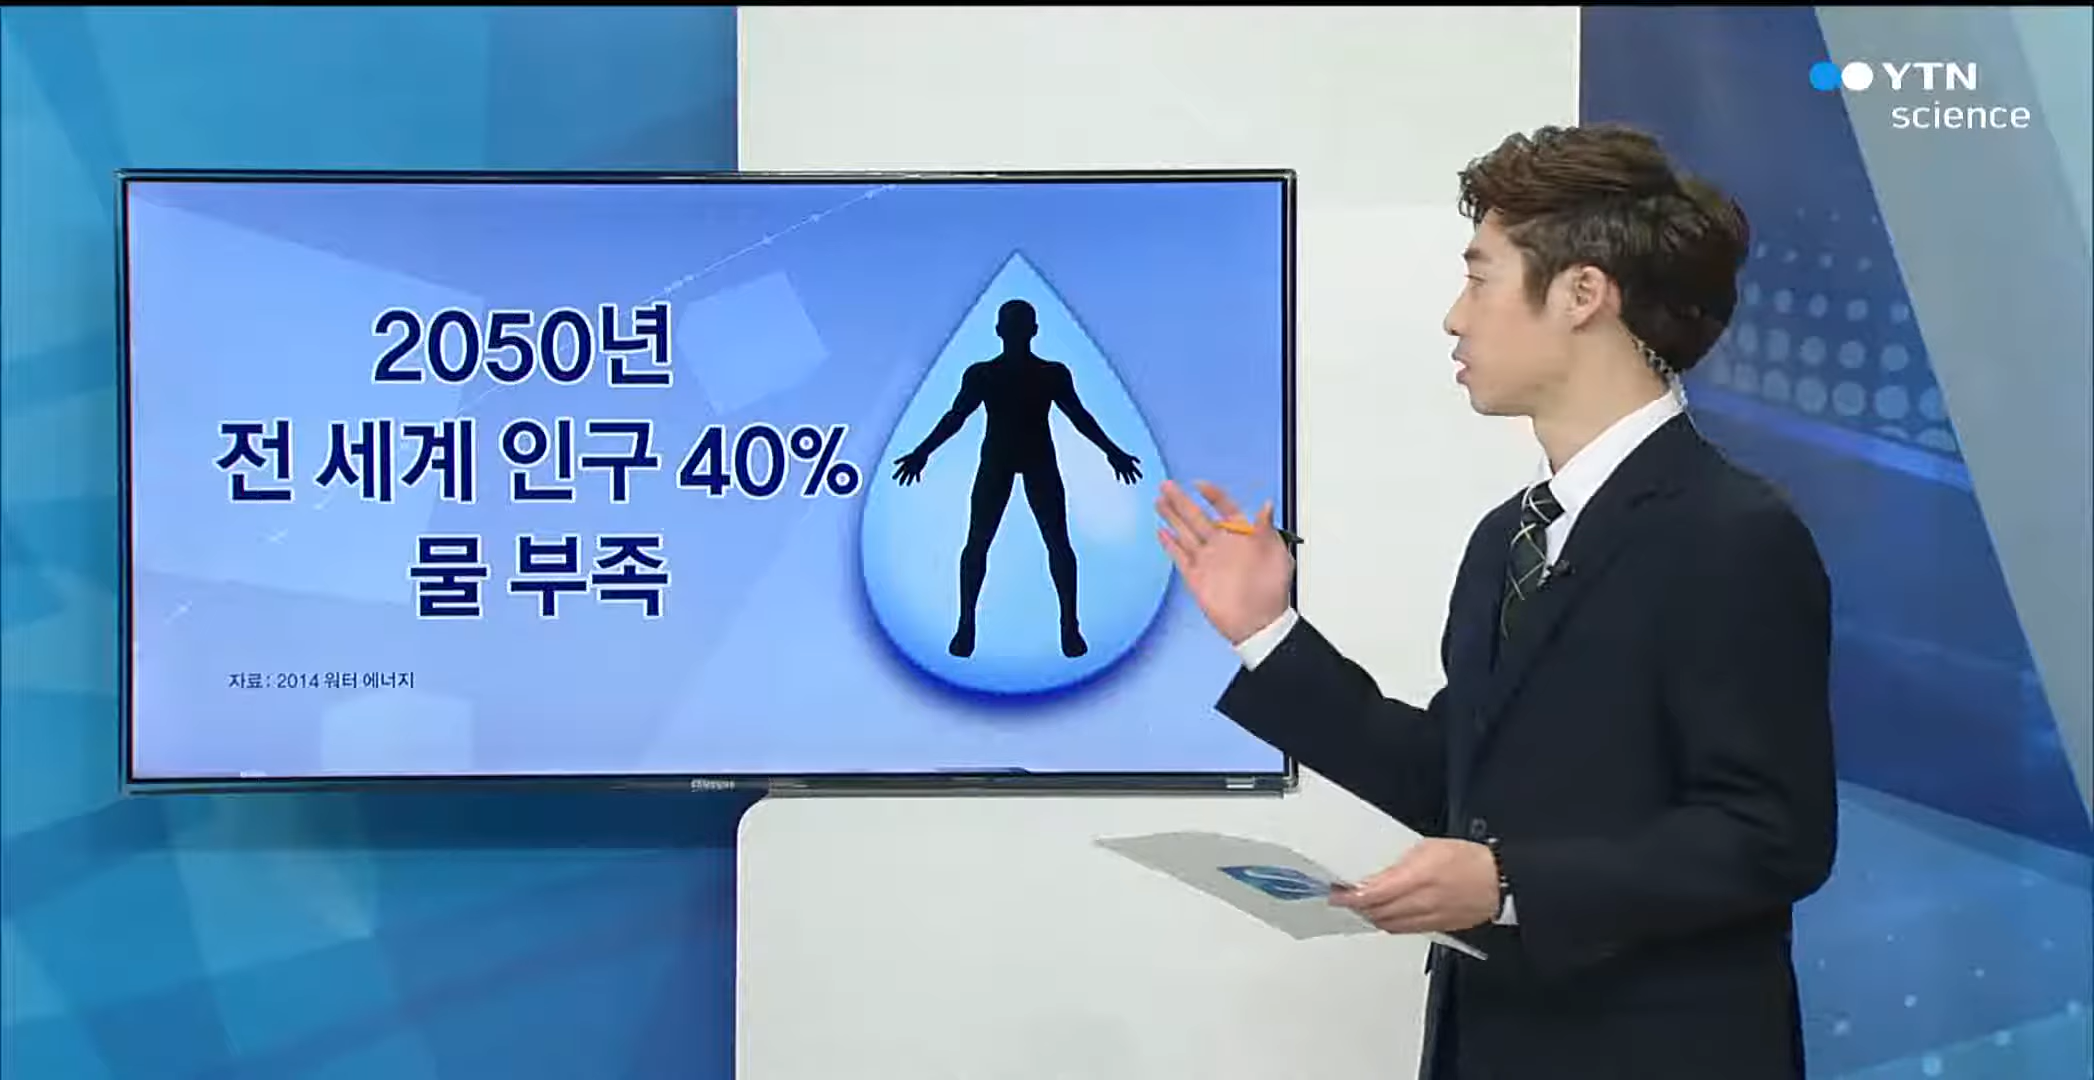 YTN
science
2050년
전 세계 인구 40%
물 부족
자료: 2014 워터 에너지